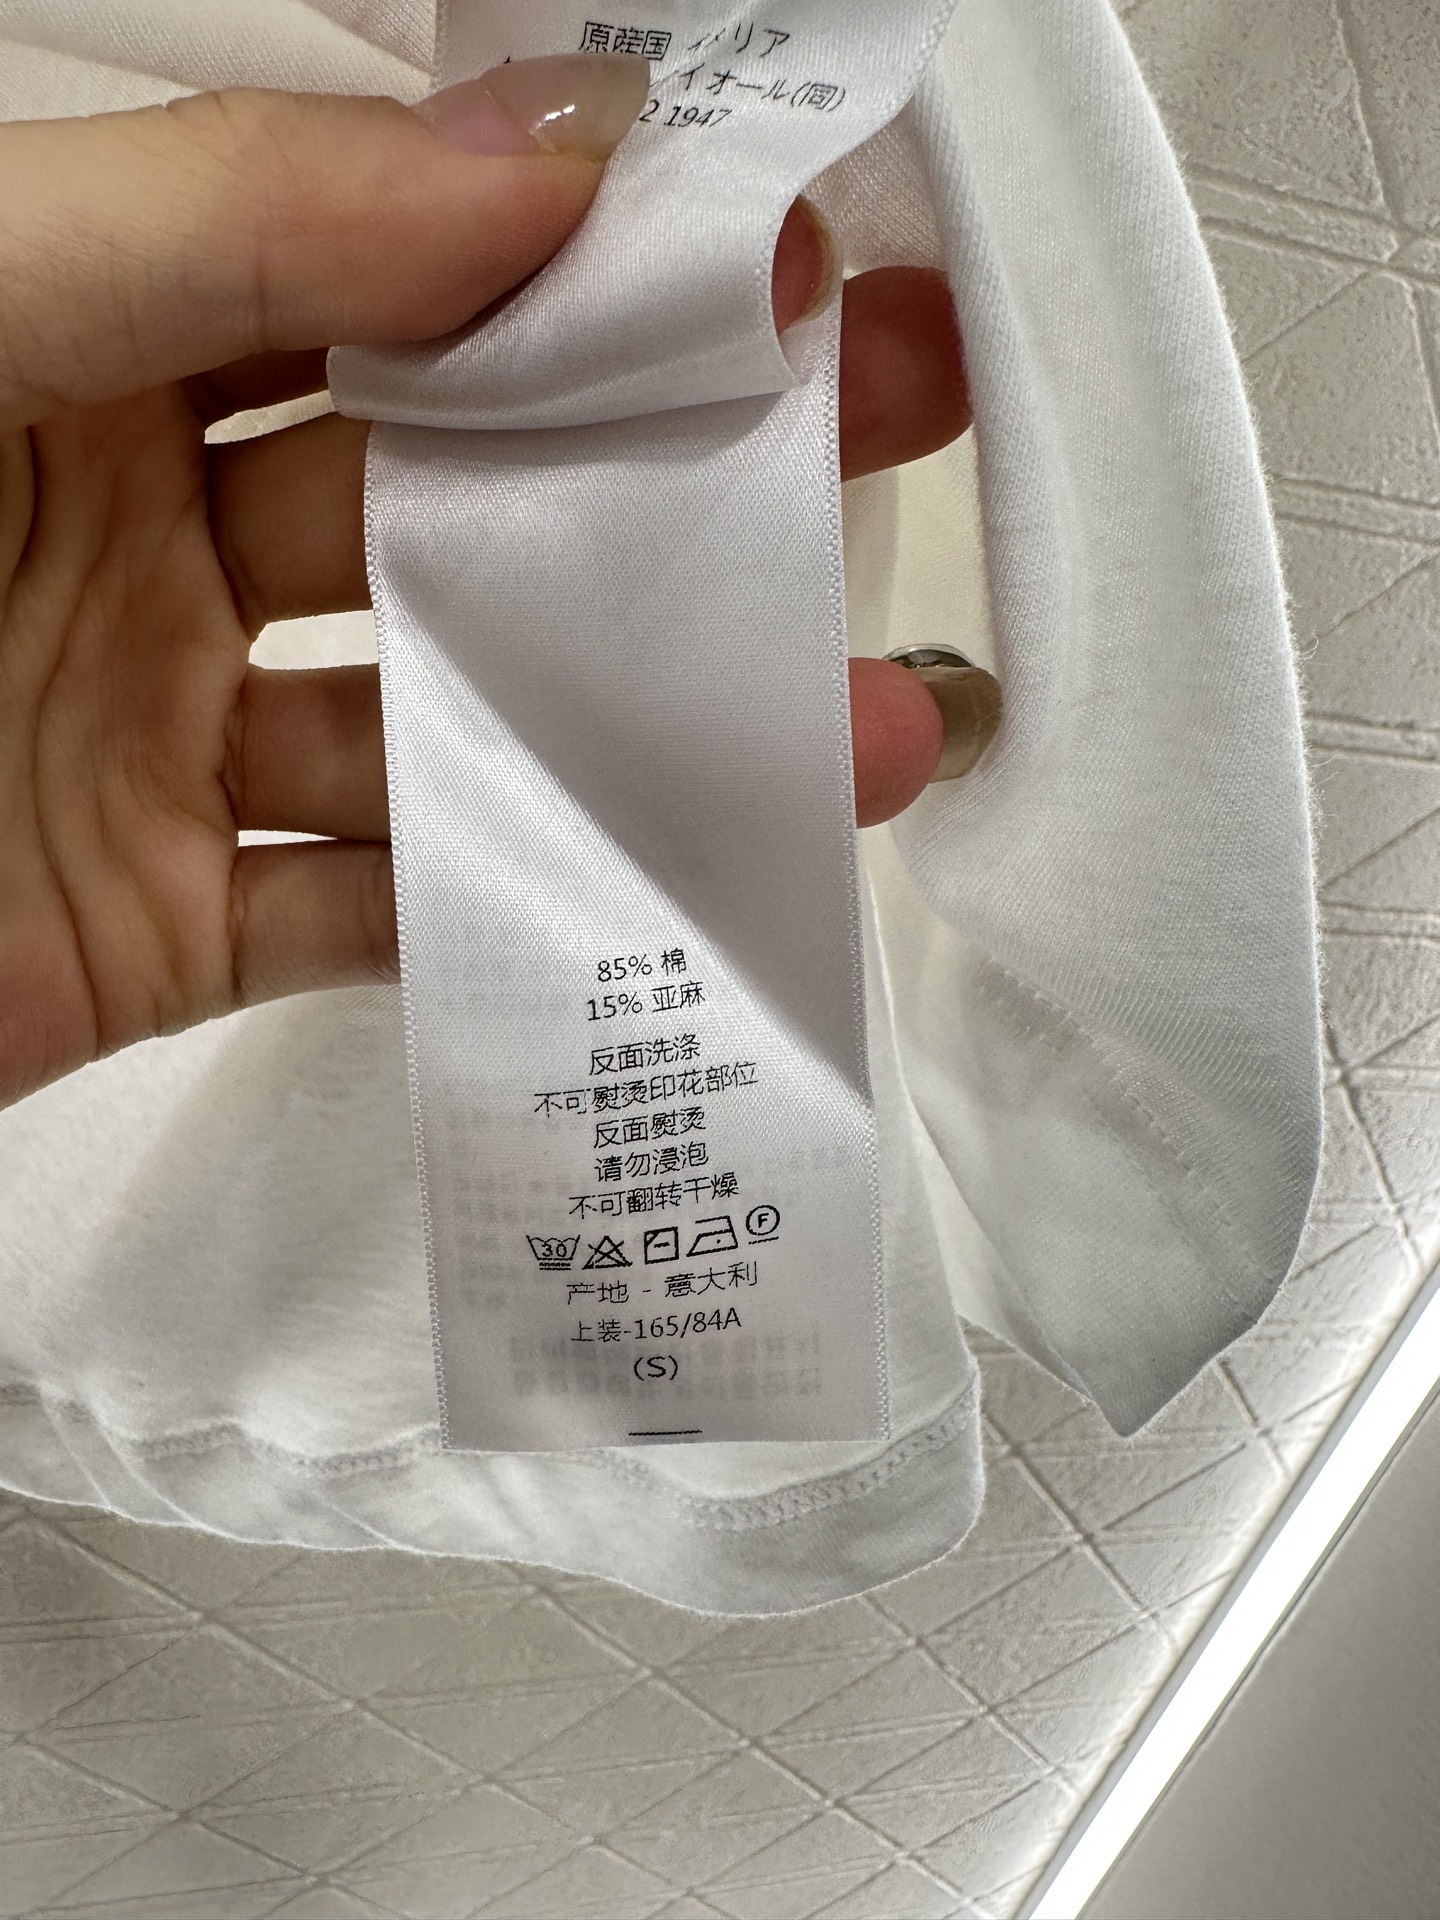 原産国 イタリア
イオール(同)
2 1947
85% 棉
15% 亚麻
反面洗涤
不可熨烫印花部位
反面熨烫
请勿浸泡
不可翻转干燥
30
F
产地 - 意大利
上装-165/84A
(S)